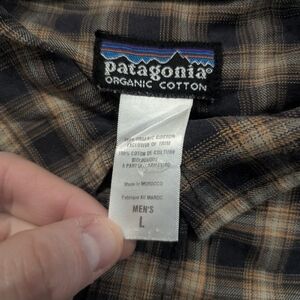 patagonia®
ORGANIC COTTON
100% ORGANIC COTTON
EXCLUSIVE OF TRIM
100% COTON DE CULTURE
BIOLOGIQUE
Made in MOROCCO
Fabriqué AU MAROC
MEN'S
L